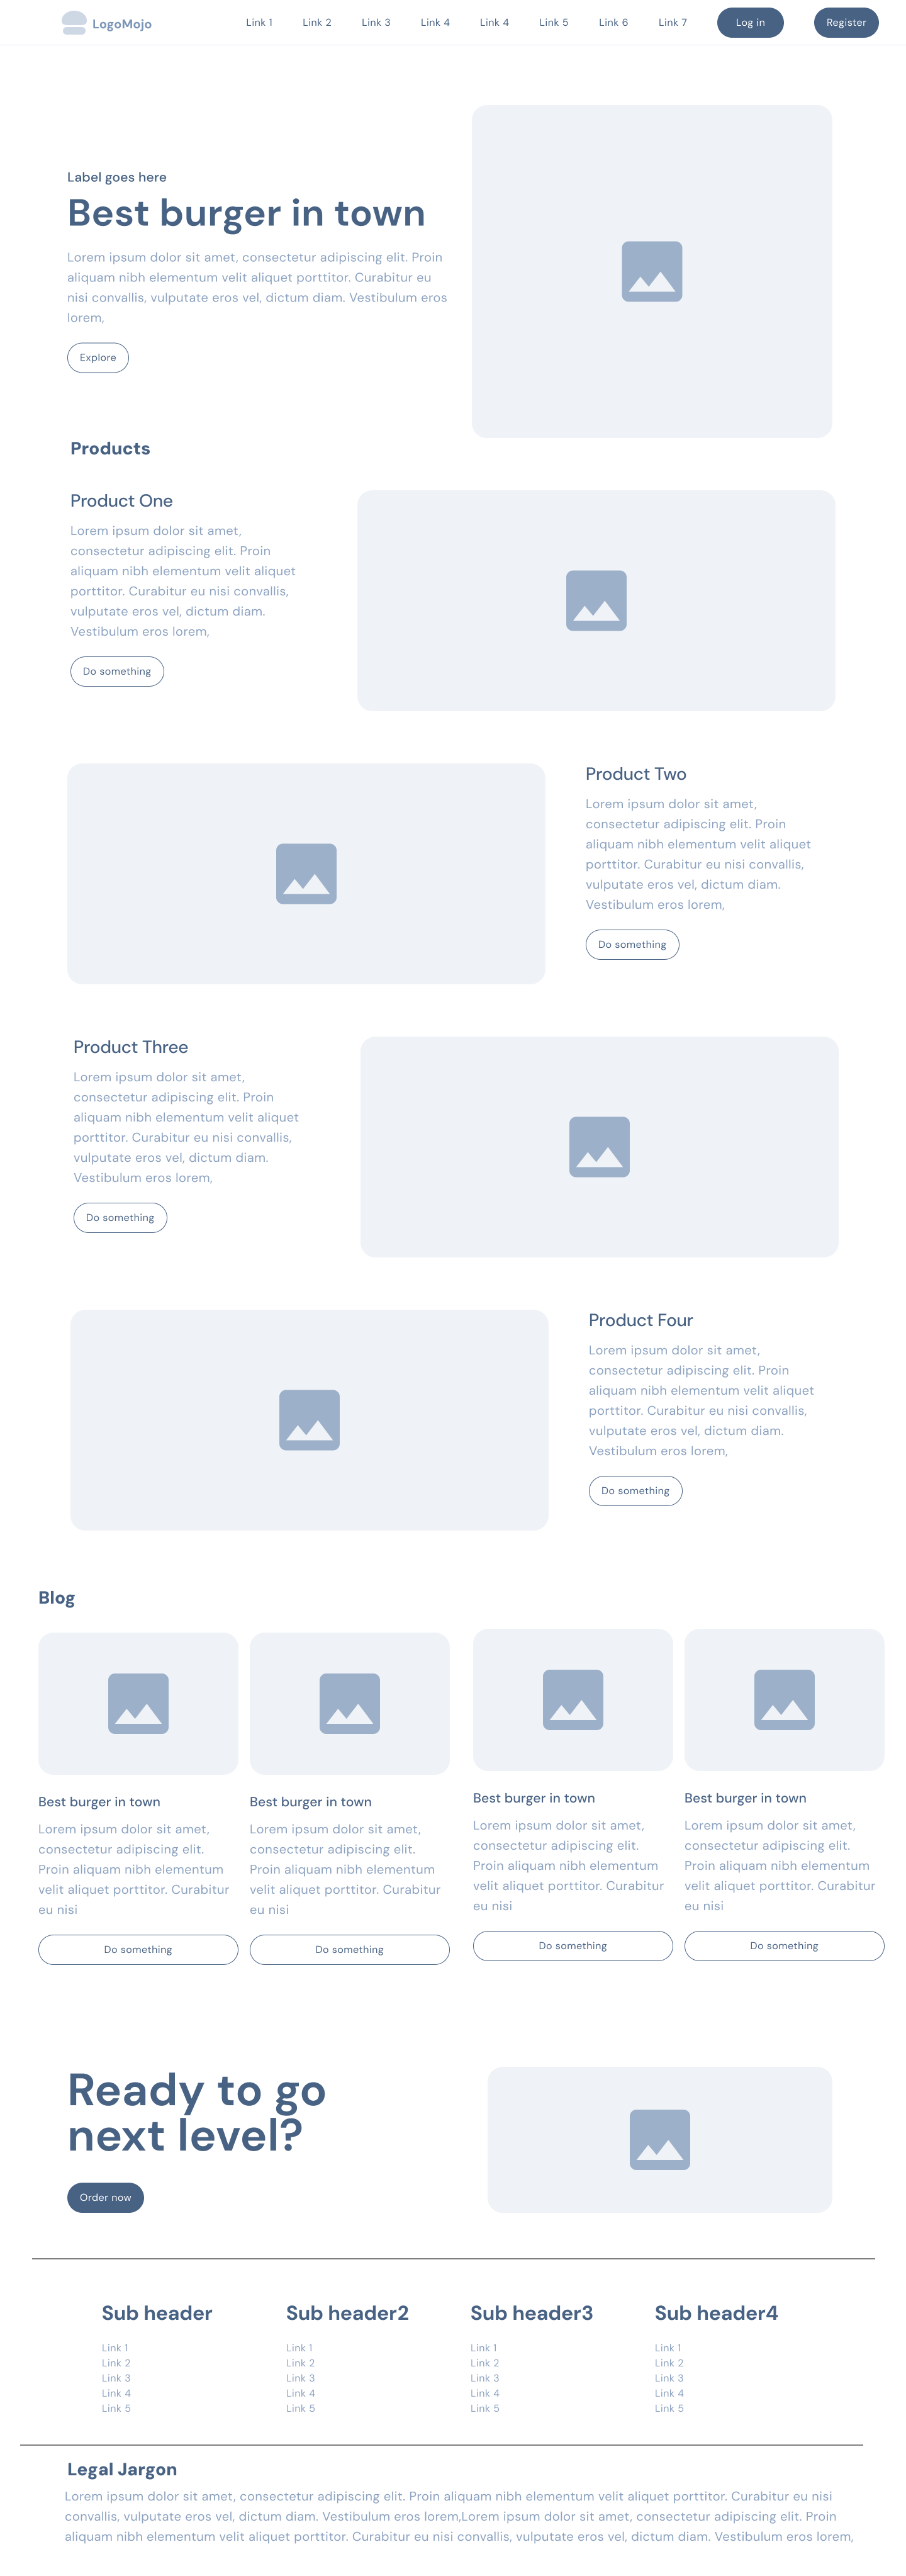 LogoMojo
Link 1
Link 2
Link 3
Link 4
Link 4
Link 5
Link 6
Link 7
Log in
Register
Label goes here
Best burger in town
Lorem ipsum dolor sit amet, consectetur adipiscing elit. Proin
aliquam nibh elementum velit aliquet porttitor. Curabitur eu
nisi convallis, vulputate eros vel, dictum diam. Vestibulum eros
lorem,
Explore
Products
Product One
Lorem ipsum dolor sit amet,
consectetur adipiscing elit. Proin
aliquam nibh elementum velit aliquet
porttitor. Curabitur eu nisi convallis,
vulputate eros vel, dictum diam.
Vestibulum eros lorem,
Do something
Product Two
Lorem ipsum dolor sit amet,
consectetur adipiscing elit. Proin
aliquam nibh elementum velit aliquet
porttitor. Curabitur eu nisi convallis,
vulputate eros vel, dictum diam.
Vestibulum eros lorem,
Do something
Product Three
Lorem ipsum dolor sit amet,
consectetur adipiscing elit. Proin
aliquam nibh elementum velit aliquet
porttitor. Curabitur eu nisi convallis,
vulputate eros vel, dictum diam.
Vestibulum eros lorem,
Do something
Product Four
Lorem ipsum dolor sit amet,
consectetur adipiscing elit. Proin
aliquam nibh elementum velit aliquet
porttitor. Curabitur eu nisi convallis,
vulputate eros vel, dictum diam.
Vestibulum eros lorem,
Do something
Blog
Best burger in town
Lorem ipsum dolor sit amet,
consectetur adipiscing elit.
Proin aliquam nibh elementum
velit aliquet porttitor. Curabitur
eu nisi
Do something
Best burger in town
Lorem ipsum dolor sit amet,
consectetur adipiscing elit.
Proin aliquam nibh elementum
velit aliquet porttitor. Curabitur
eu nisi
Do something
Best burger in town
Lorem ipsum dolor sit amet,
consectetur adipiscing elit.
Proin aliquam nibh elementum
velit aliquet porttitor. Curabitur
eu nisi
Do something
Best burger in town
Lorem ipsum dolor sit amet,
consectetur adipiscing elit.
Proin aliquam nibh elementum
velit aliquet porttitor. Curabitur
eu nisi
Do something
Ready to go
next level?
Order now
Sub header
Link 1
Link 2
Link 3
Link 4
Link 5
Sub header2
Link 1
Link 2
Link 3
Link 4
Link 5
Sub header3
Link 1
Link 2
Link 3
Link 4
Link 5
Sub header4
Link 1
Link 2
Link 3
Link 4
Link 5
Legal Jargon
Lorem ipsum dolor sit amet, consectetur adipiscing elit. Proin aliquam nibh elementum velit aliquet porttitor. Curabitur eu nisi
convallis, vulputate eros vel, dictum diam. Vestibulum eros lorem,Lorem ipsum dolor sit amet, consectetur adipiscing elit. Proin
aliquam nibh elementum velit aliquet porttitor. Curabitur eu nisi convallis, vulputate eros vel, dictum diam. Vestibulum eros lorem,